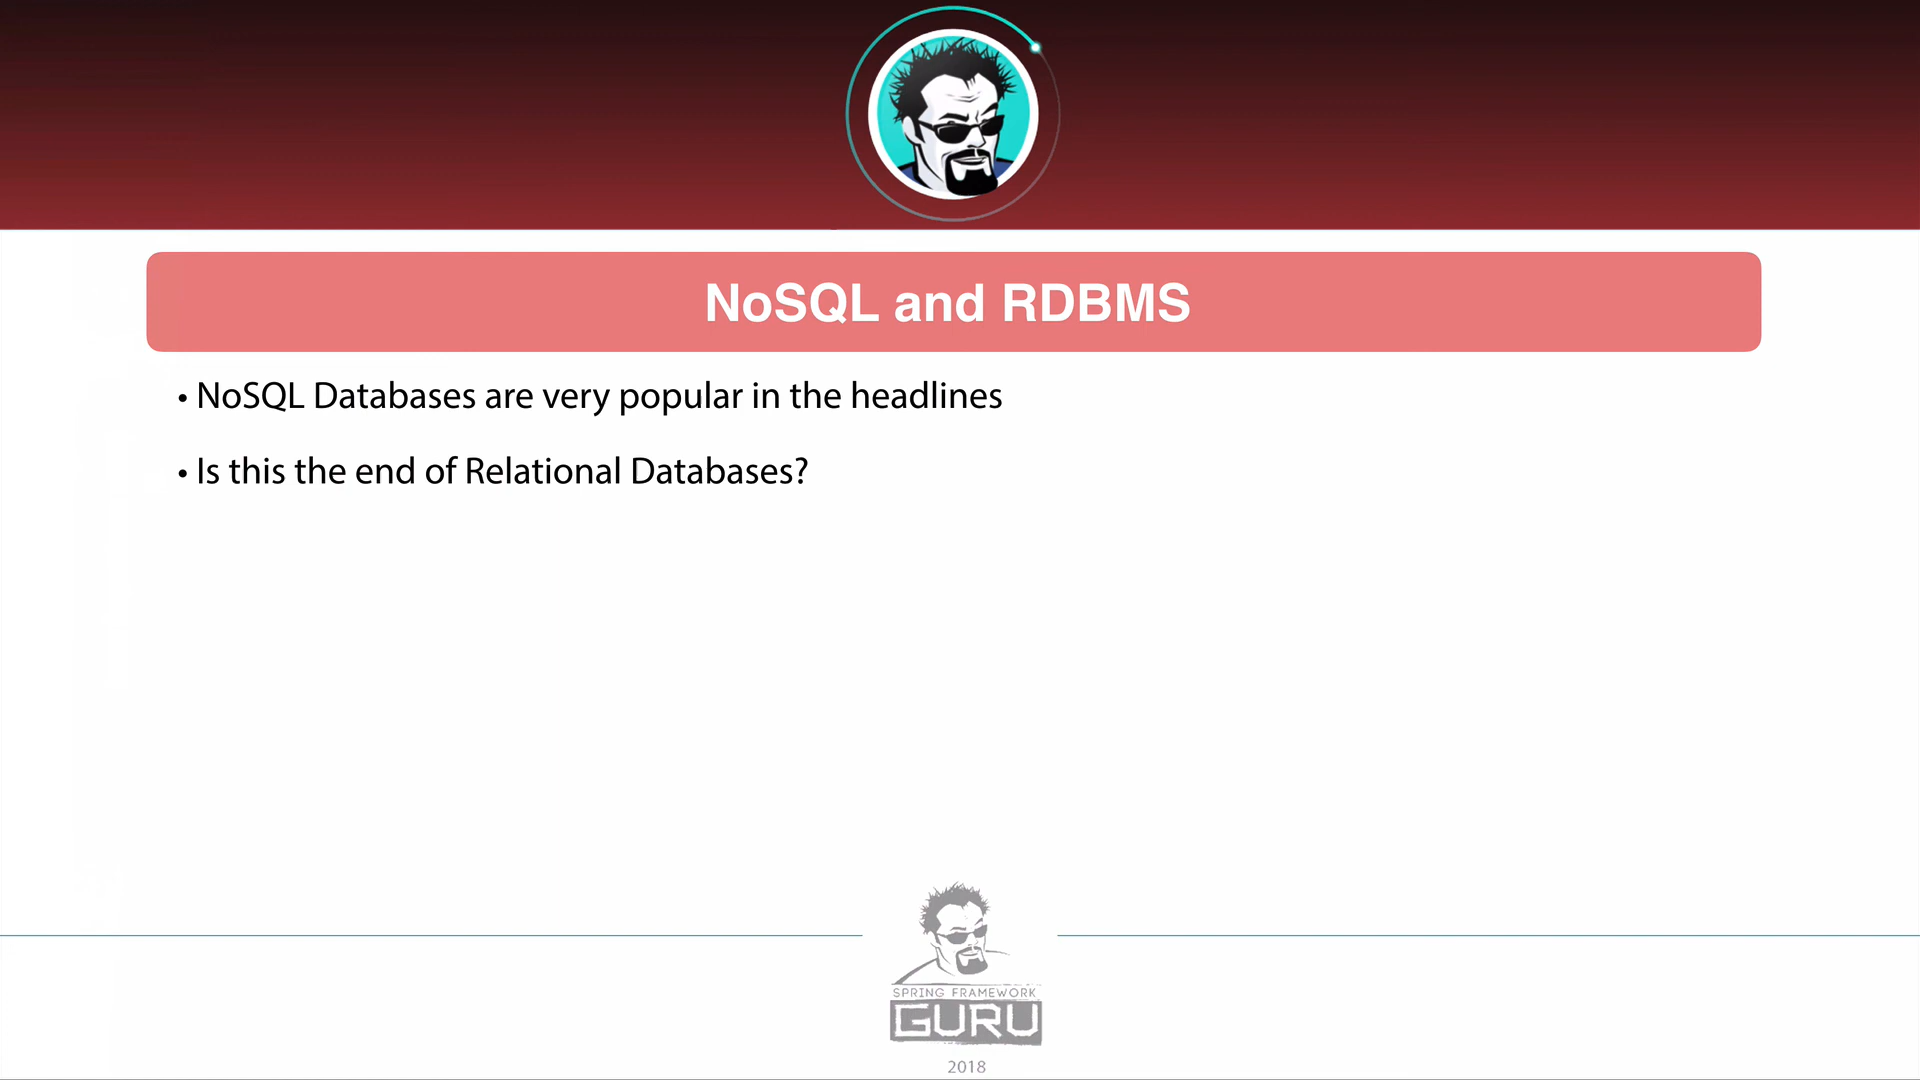 NoSQL and RDBMS
• NoSQL Databases are very popular in the headlines
• Is this the end of Relational Databases?
SPRING FRAMEWORK
GURU
2018